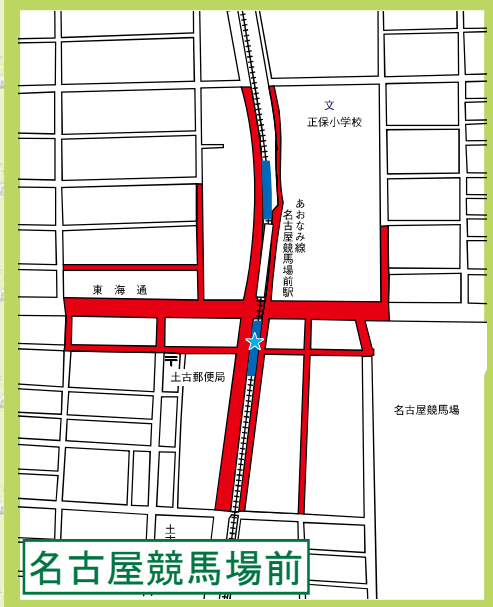 文
正保小学校
あおなみ線
名古屋競馬場前駅
東海通
〒
土古郵便局
名古屋競馬場
土
名古屋競馬場前